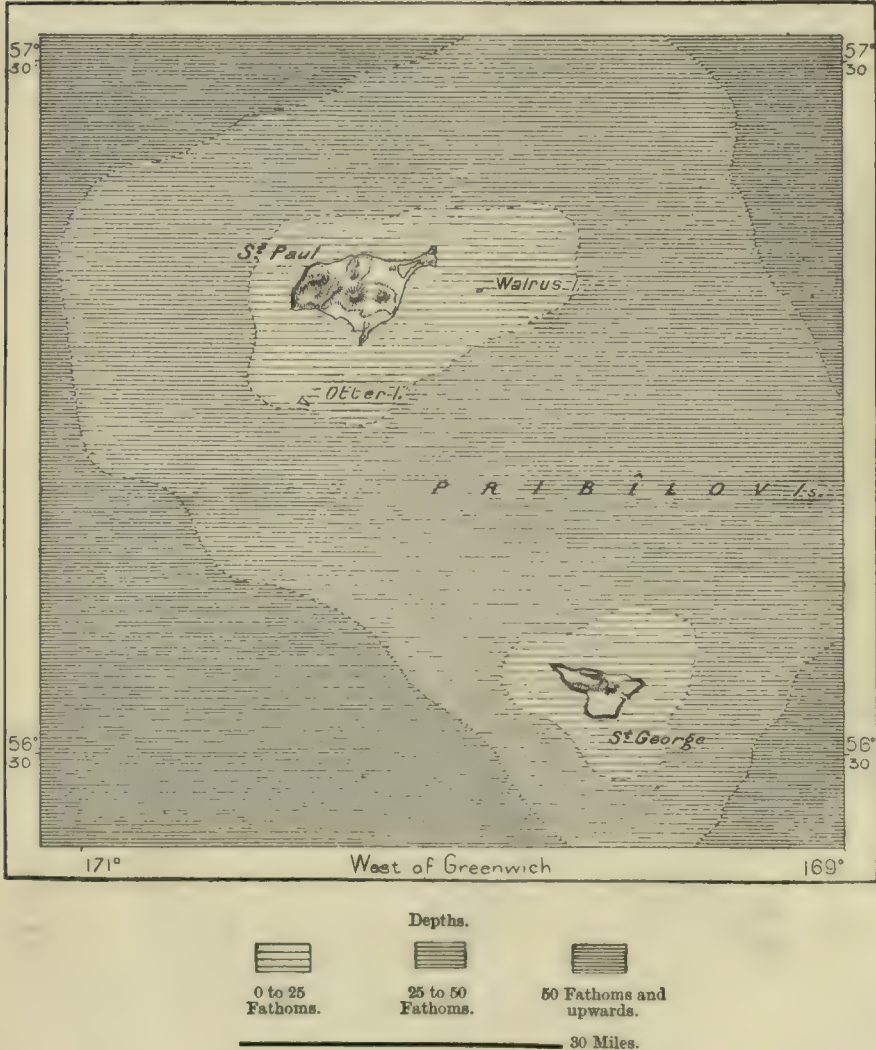 57° 57°
30 30
St Paul
Walrus I.
Otter I.
P R I B Î L O V Is.
St George
56° 56°
30 30
171° West of Greenwich 169°
Depths.
0 to 25 25 to 50 50 Fathoms and
Fathoms. Fathoms. upwards.
30 Miles.